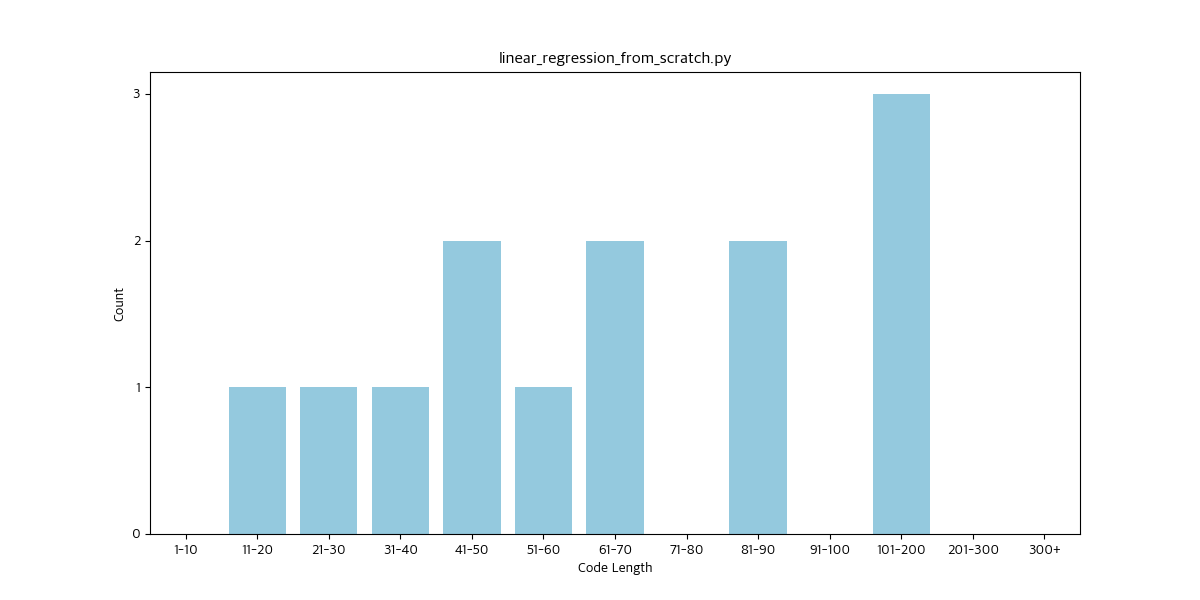 linear_regression_from_scratch.py
3
2
1
0
Count
1-10 11-20 21-30 31-40 41-50 51-60 61-70 71-80 81-90 91-100 101-200 201-300 300+
Code Length